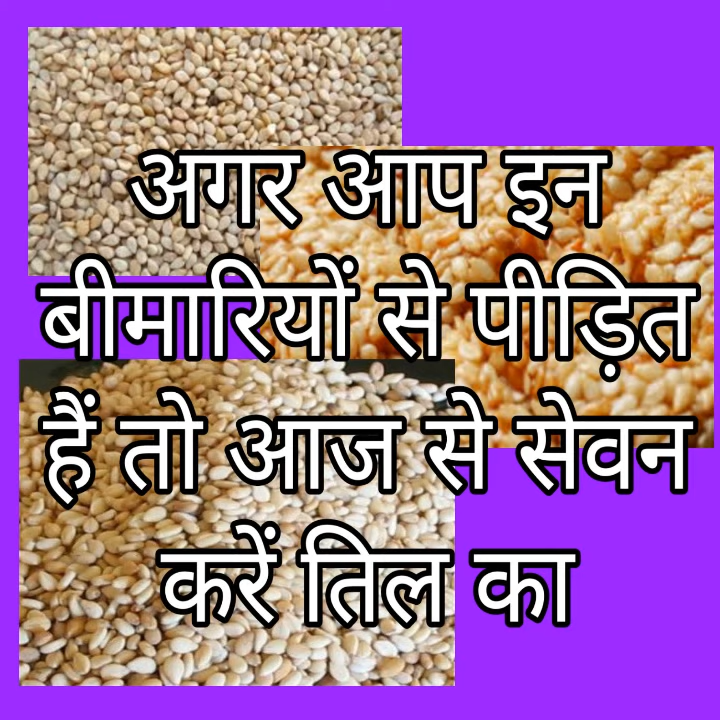 अगर आप इन
बीमारियों से पीड़ित
हैं तो आज से सेवन
करें तिल का